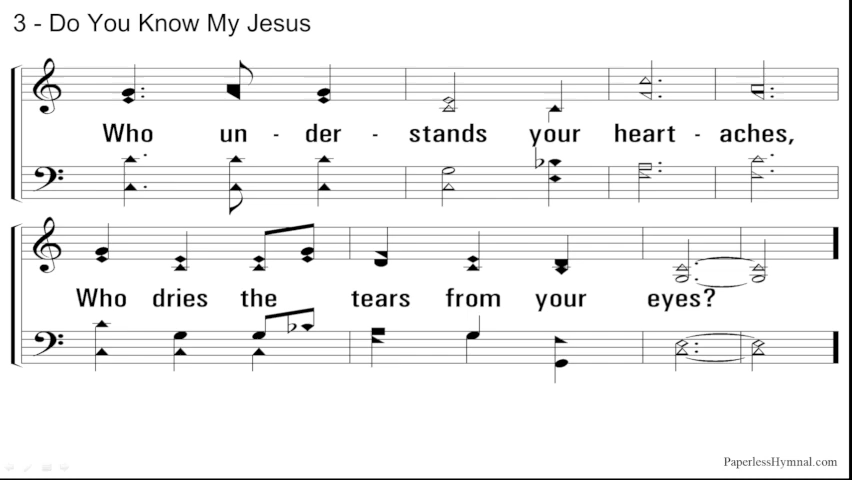 3 - Do You Know My Jesus
Who un - der - stands your heart - aches,
Who dries the tears from your eyes?
PaperlessHymnal.com